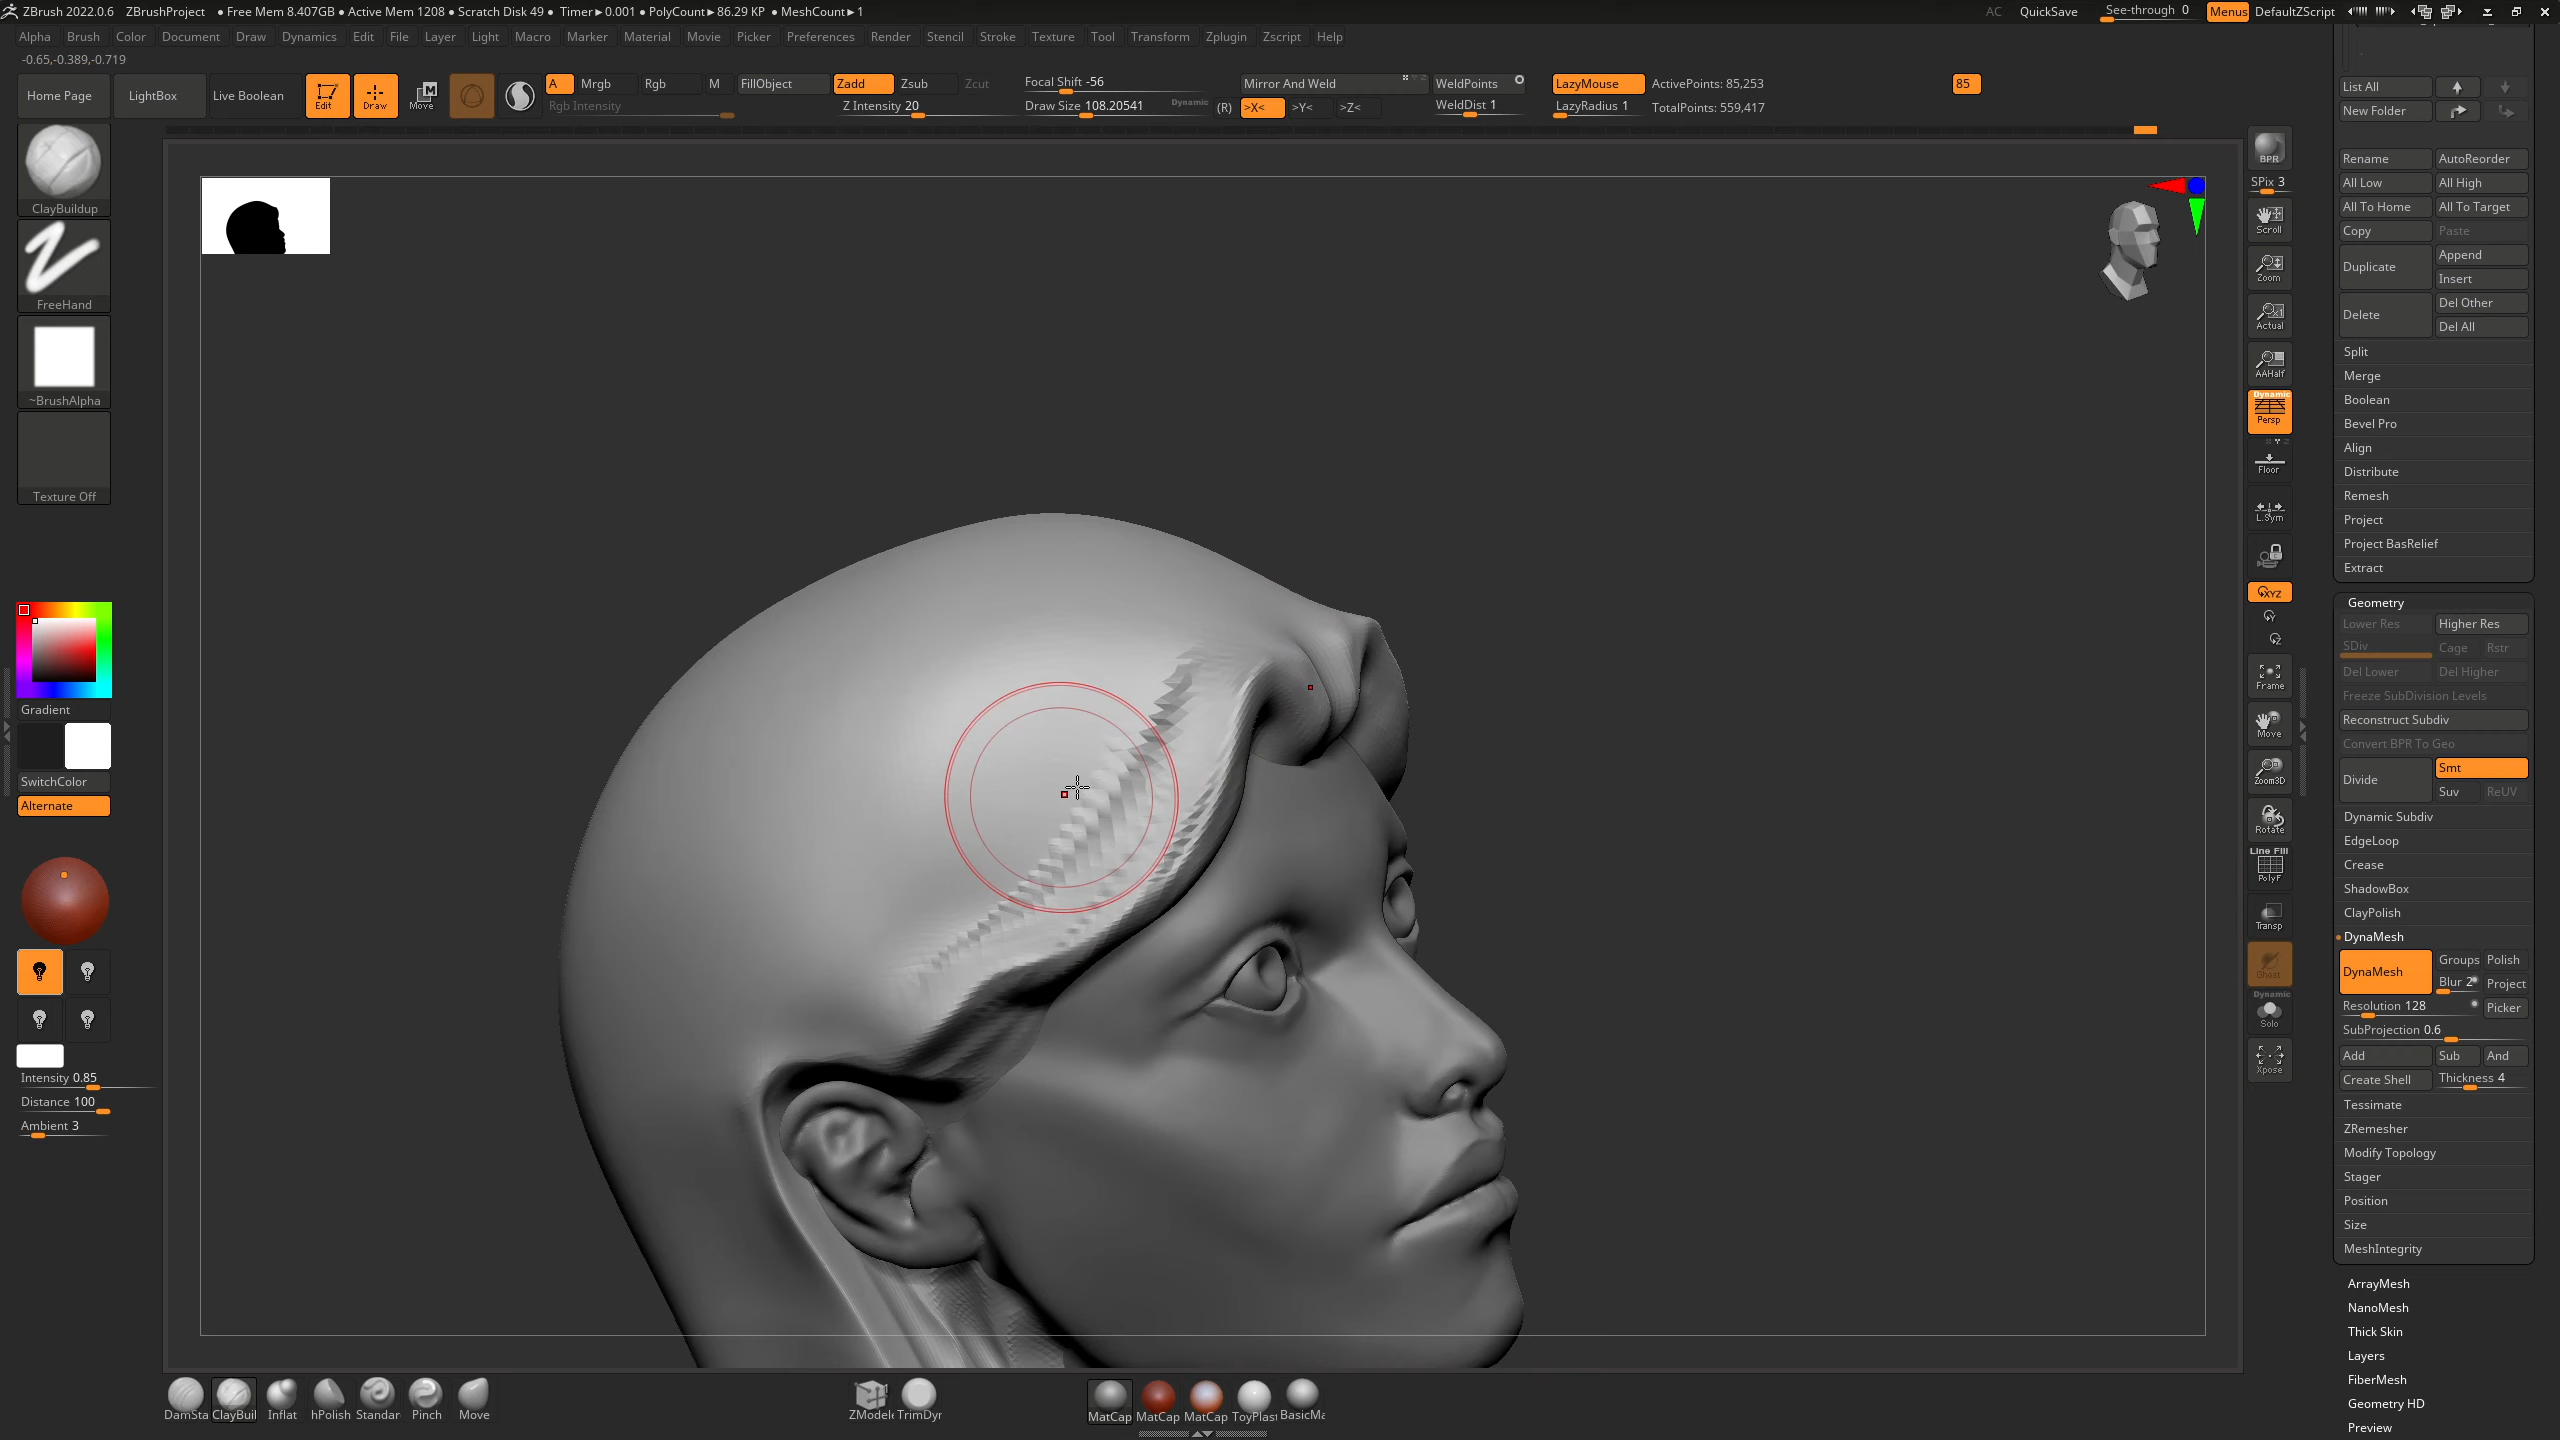 ZBrush 2022.0.6 ZBrushProject • Free Mem 8.407GB • Active Mem 1208 • Scratch Disk 49 • Timer►0.001 • PolyCount►86.29 KP • MeshCount►1 AC QuickSave See-through 0 Menus DefaultZScript
Alpha Brush Color Document Draw Dynamics Edit File Layer Light Macro Marker Material Movie Picker Preferences Render Stencil Stroke Texture Tool Transform Zplugin Zscript Help
-0.65,-0.389,-0.719
Home Page LightBox Live Boolean Edit Draw Move A Mrgb Rgb M FillObject Zadd Zsub Zcut Focal Shift -56 Mirror And Weld WeldPoints LazyMouse ActivePoints: 85,253 85
Rgb Intensity Z Intensity 20 Draw Size 108.20541 Dynamic (R) >X< >Y< >Z< WeldDist 1 LazyRadius 1 TotalPoints: 559,417
ClayBuildup
FreeHand
~BrushAlpha
Texture Off
Gradient
SwitchColor
Alternate
Intensity 0.85
Distance 100
Ambient 3
BPR
SPix 3
Scroll
Zoom
Actual
AAHalf
Dynamic
Persp
Floor
L.Sym
XYZ
Frame
Move
Zoom3D
Rotate
Line Fill
PolyF
Transp
Ghost
Dynamic
Solo
Xpose
List All
New Folder
Rename AutoReorder
All Low All High
All To Home All To Target
Copy Paste
Duplicate Append
Insert
Delete Del Other
Del All
Split
Merge
Boolean
Bevel Pro
Align
Distribute
Remesh
Project
Project BasRelief
Extract
Geometry
Lower Res Higher Res
SDiv Cage Rstr
Del Lower Del Higher
Freeze SubDivision Levels
Reconstruct Subdiv
Convert BPR To Geo
Divide Smt
Suv ReUV
Dynamic Subdiv
EdgeLoop
Crease
ShadowBox
ClayPolish
DynaMesh
DynaMesh Groups Polish
Blur 2 Project
Resolution 128 Picker
SubProjection 0.6
Add Sub And
Create Shell Thickness 4
Tessimate
ZRemesher
Modify Topology
Stager
Position
Size
MeshIntegrity
ArrayMesh
NanoMesh
Thick Skin
Layers
FiberMesh
Geometry HD
Preview
DamSta ClayBuil Inflat hPolish Standar Pinch Move ZModele TrimDyr MatCap MatCap MatCap ToyPlas BasicMa